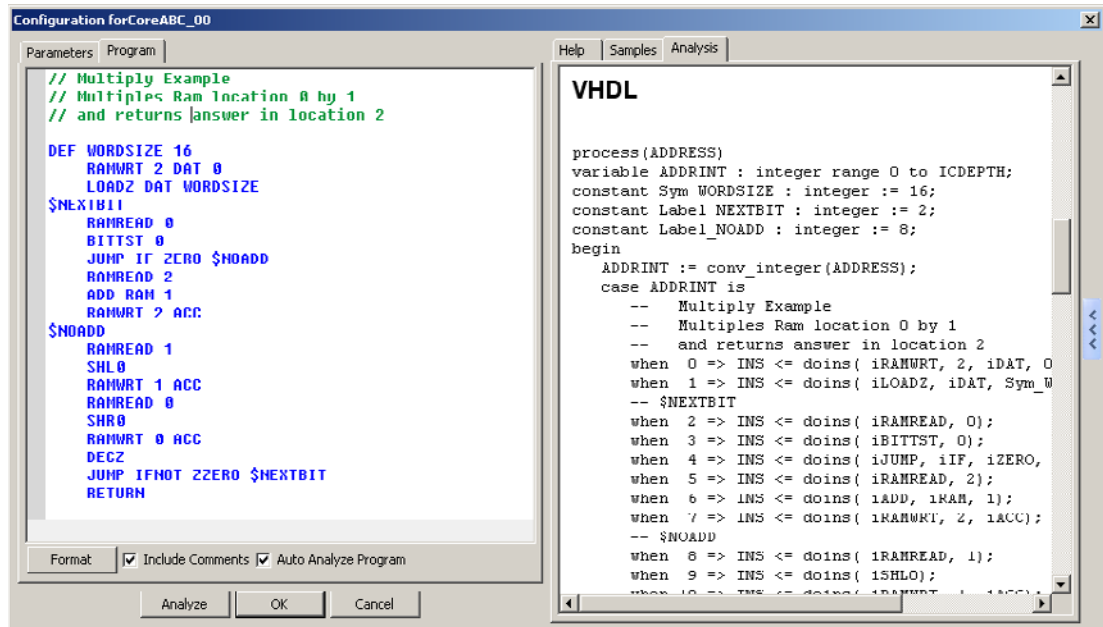 Configuration forCoreABC_00
Parameters Program
// Multiply Example
// Multiples Ram location 0 by 1
// and returns answer in location 2
DEF WORDSIZE 16
RAMWRT 2 DAT 0
LOADZ DAT WORDSIZE
$NEXTBIT
RAMREAD 0
BITTST 0
JUMP IF ZERO $NOADD
RAMREAD 2
ADD RAM 1
RAMWRT 2 ACC
$NOADD
RAMREAD 1
SHL0
RAMWRT 1 ACC
RAMREAD 0
SHR0
RAMWRT 0 ACC
DECZ
JUMP IFNOT ZZERO $NEXTBIT
RETURN
Format Include Comments Auto Analyze Program
Analyze OK Cancel
Help Samples Analysis
VHDL
process(ADDRESS)
variable ADDRINT : integer range 0 to ICDEPTH;
constant Sym_WORDSIZE : integer := 16;
constant Label_NEXTBIT : integer := 2;
constant Label_NOADD : integer := 8;
begin
ADDRINT := conv_integer(ADDRESS);
case ADDRINT is
-- Multiply Example
-- Multiples Ram location 0 by 1
-- and returns answer in location 2
when 0 => INS <= doins( iRAMWRT, 2, iDAT, 0
when 1 => INS <= doins( iLOADZ, iDAT, Sym_W
-- $NEXTBIT
when 2 => INS <= doins( iRAMREAD, 0);
when 3 => INS <= doins( iBITTST, 0);
when 4 => INS <= doins( iJUMP, iIF, iZERO,
when 5 => INS <= doins( iRAMREAD, 2);
when 6 => INS <= doins( iADD, iRAM, 1);
when 7 => INS <= doins( iRAMWRT, 2, iACC);
-- $NOADD
when 8 => INS <= doins( iRAMREAD, 1);
when 9 => INS <= doins( iSHL0);
when 10 => INS <= doins( iRAMWRT, 1, iACC);